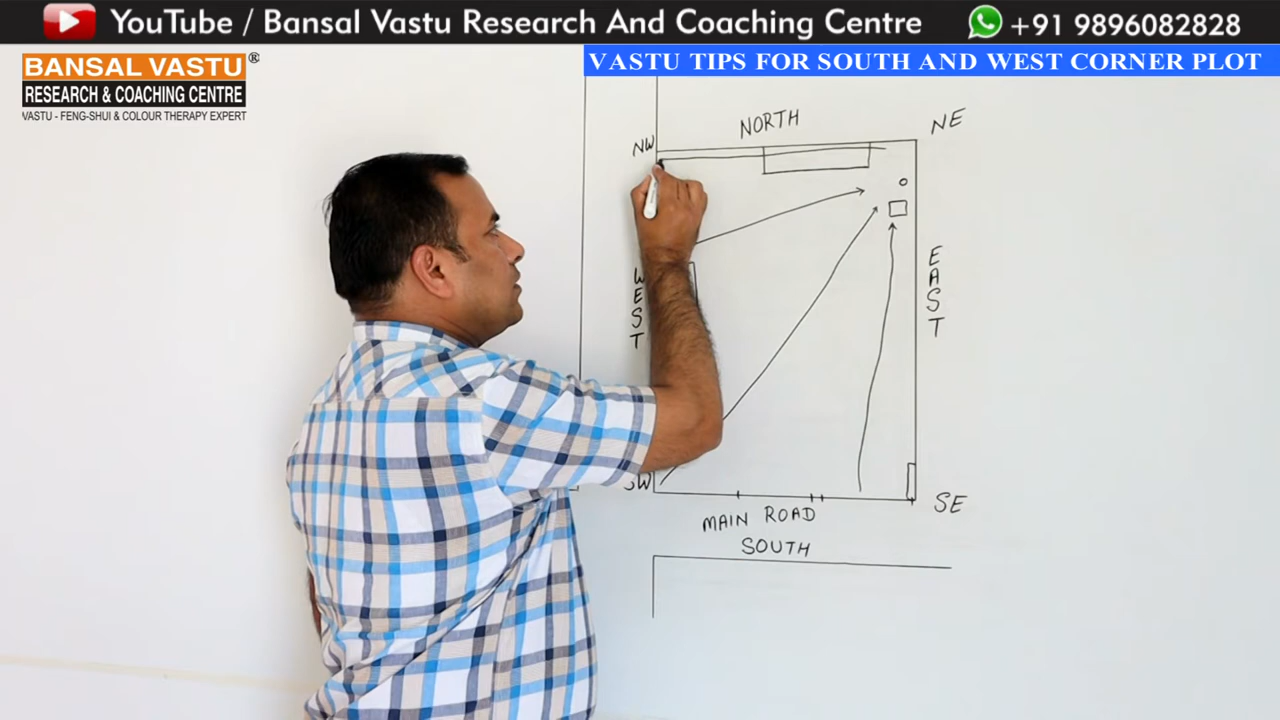 YouTube / Bansal Vastu Research And Coaching Centre
+91 9896082828
BANSAL VASTU®
RESEARCH & COACHING CENTRE
VASTU - FENG-SHUI & COLOUR THERAPY EXPERT
VASTU TIPS FOR SOUTH AND WEST CORNER PLOT
NORTH
NE
NW
WEST
EAST
SW
SE
MAIN ROAD
SOUTH